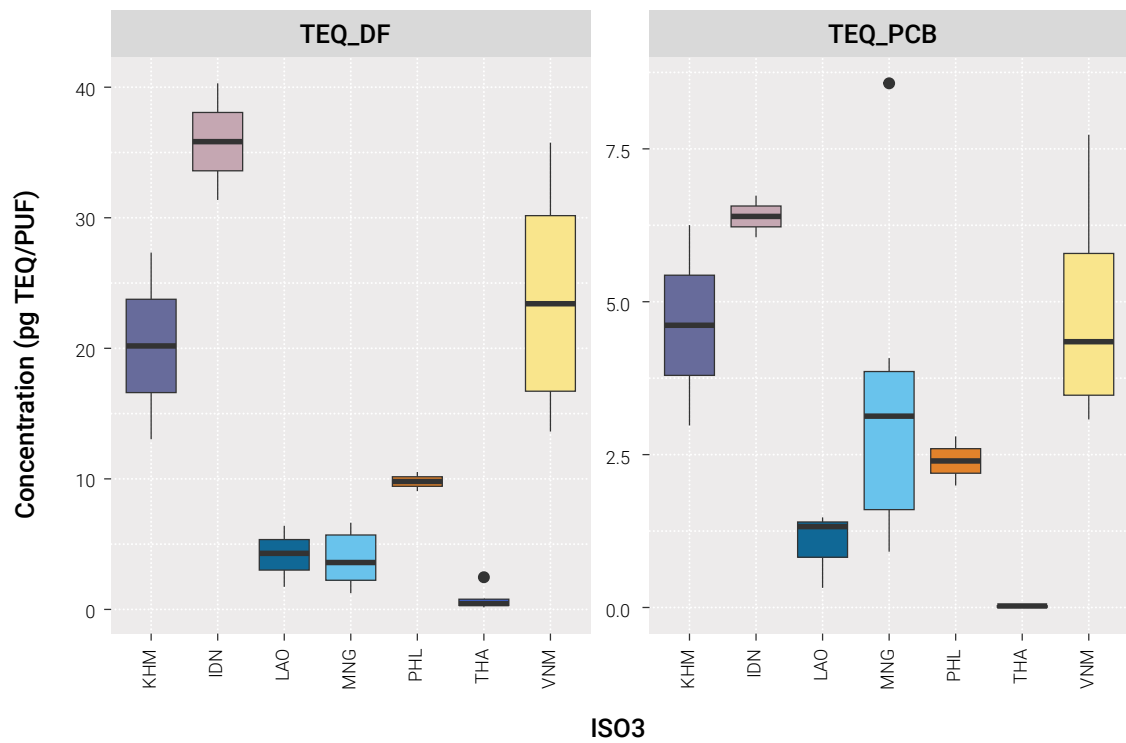 TEQ_DF
TEQ_PCB
Concentration (pg TEQ/PUF)
40
30
20
10
0
7.5
5.0
2.5
0.0
KHM
IDN
LAO
MNG
PHL
THA
VNM
KHM
IDN
LAO
MNG
PHL
THA
VNM
ISO3